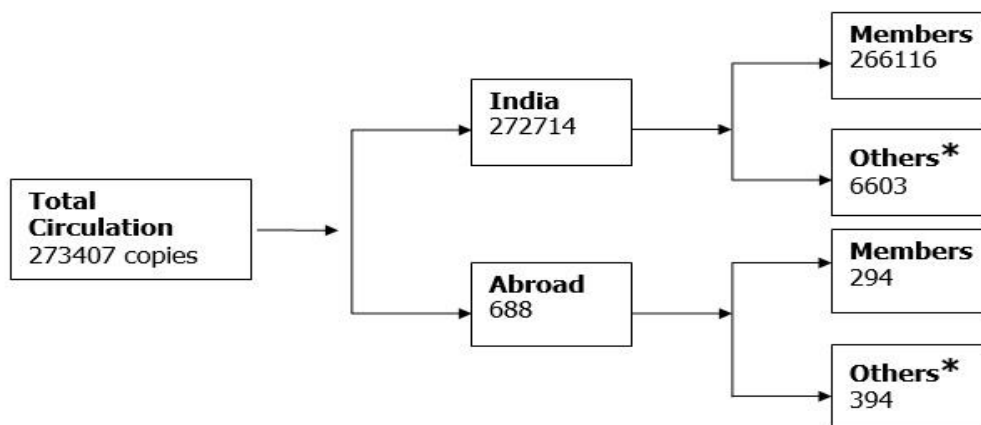 Total
Circulation
273407 copies
India
272714
Abroad
688
Members
266116
Others*
6603
Members
294
Others*
394